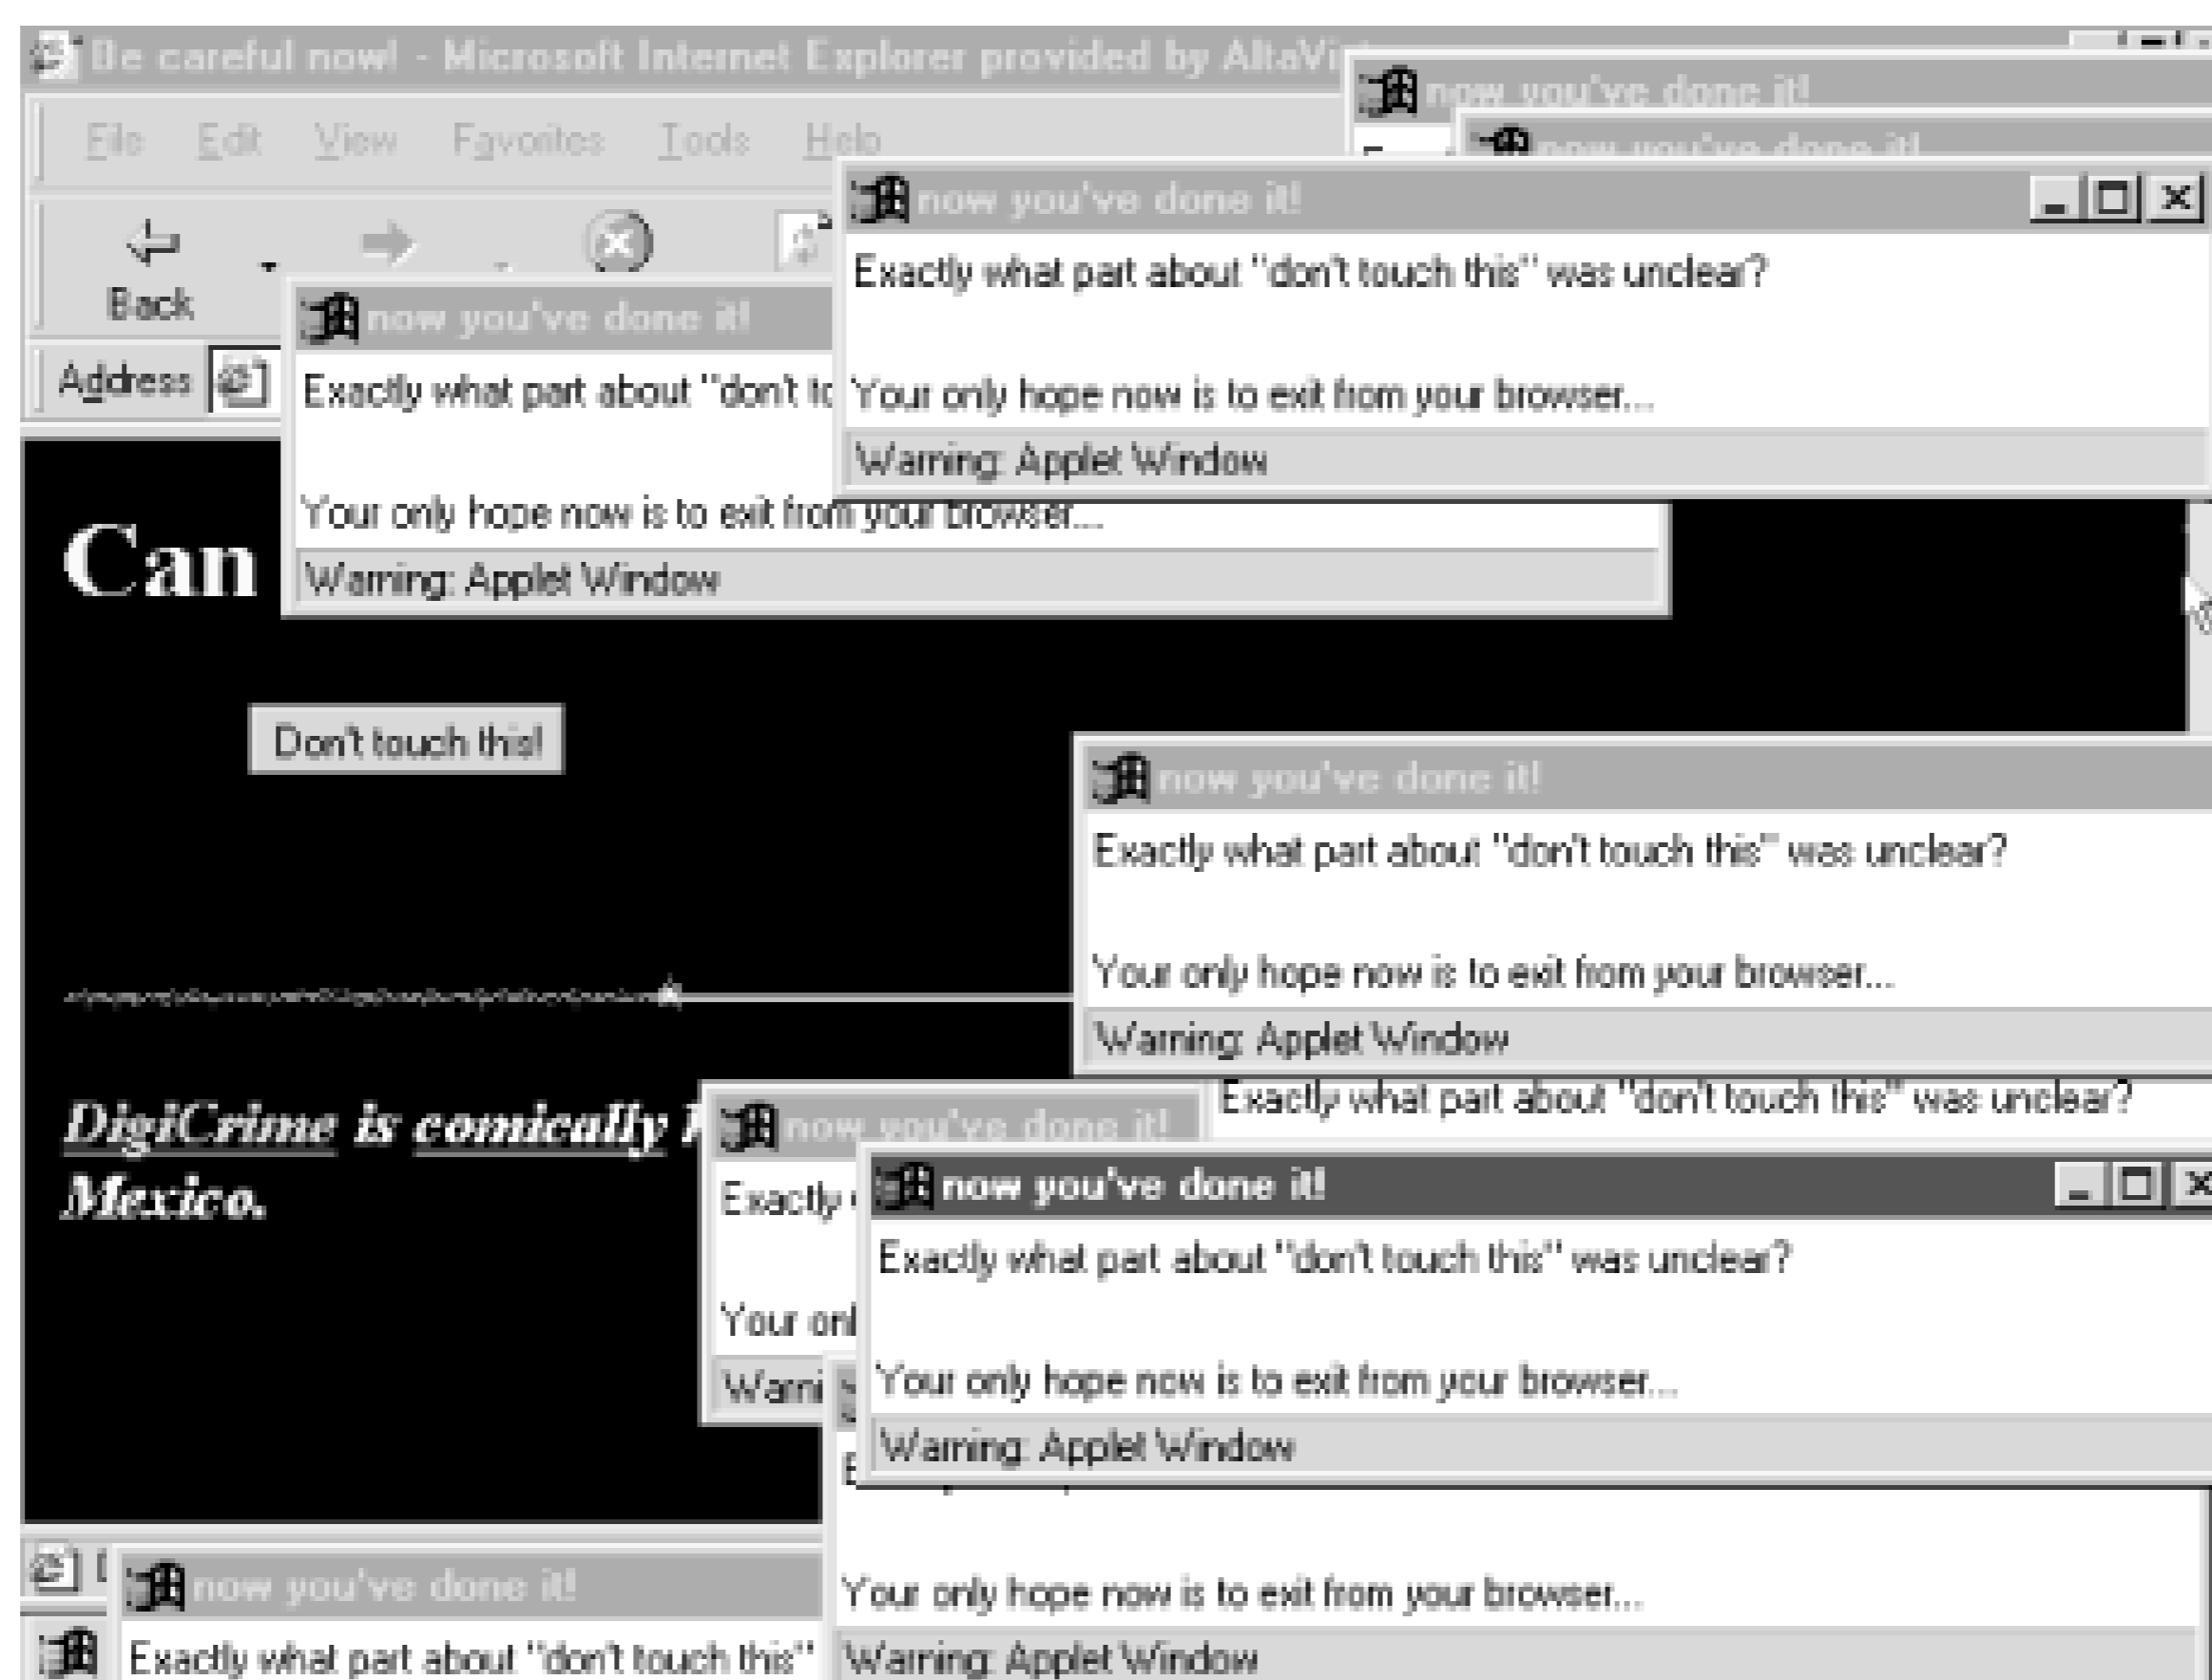 Be careful now! - Microsoft Internet Explorer provided by AltaVist
now you've done it!
now you've done it!
File Edit View Favorites Tools Help
now you've done it!
Exactly what part about "don't touch this" was unclear?
Your only hope now is to exit from your browser...
Warning: Applet Window
Back
now you've done it!
Address
Exactly what part about "don't
Your only hope now is to exit from your browser...
Warning: Applet Window
Can
Don't touch this!
now you've done it!
Exactly what part about "don't touch this" was unclear?
Your only hope now is to exit from your browser...
Warning: Applet Window
Exactly what part about "don't touch this" was unclear?
DigiCrime is comically
Mexico.
now you've done it!
Exactly
Your
now you've done it!
Exactly what part about "don't touch this" was unclear?
Your only hope now is to exit from your browser...
Warning: Applet Window
Your only hope now is to exit from your browser...
Warning: Applet Window
now you've done it!
Exactly what part about "don't touch this"